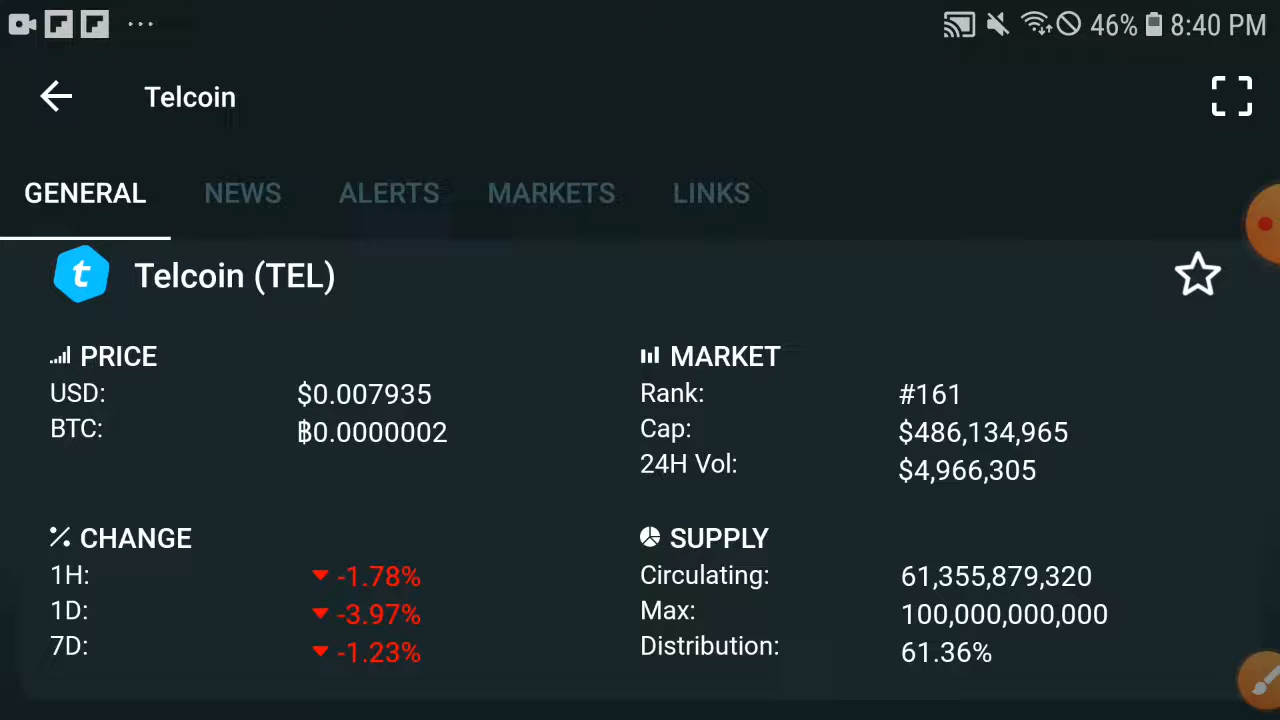 46% 8:40 PM
Telcoin
GENERAL NEWS ALERTS MARKETS LINKS
t Telcoin (TEL)
PRICE
USD: $0.007935
BTC: ฿0.0000002
MARKET
Rank: #161
Cap: $486,134,965
24H Vol: $4,966,305
CHANGE
1H: -1.78%
1D: -3.97%
7D: -1.23%
SUPPLY
Circulating: 61,355,879,320
Max: 100,000,000,000
Distribution: 61.36%